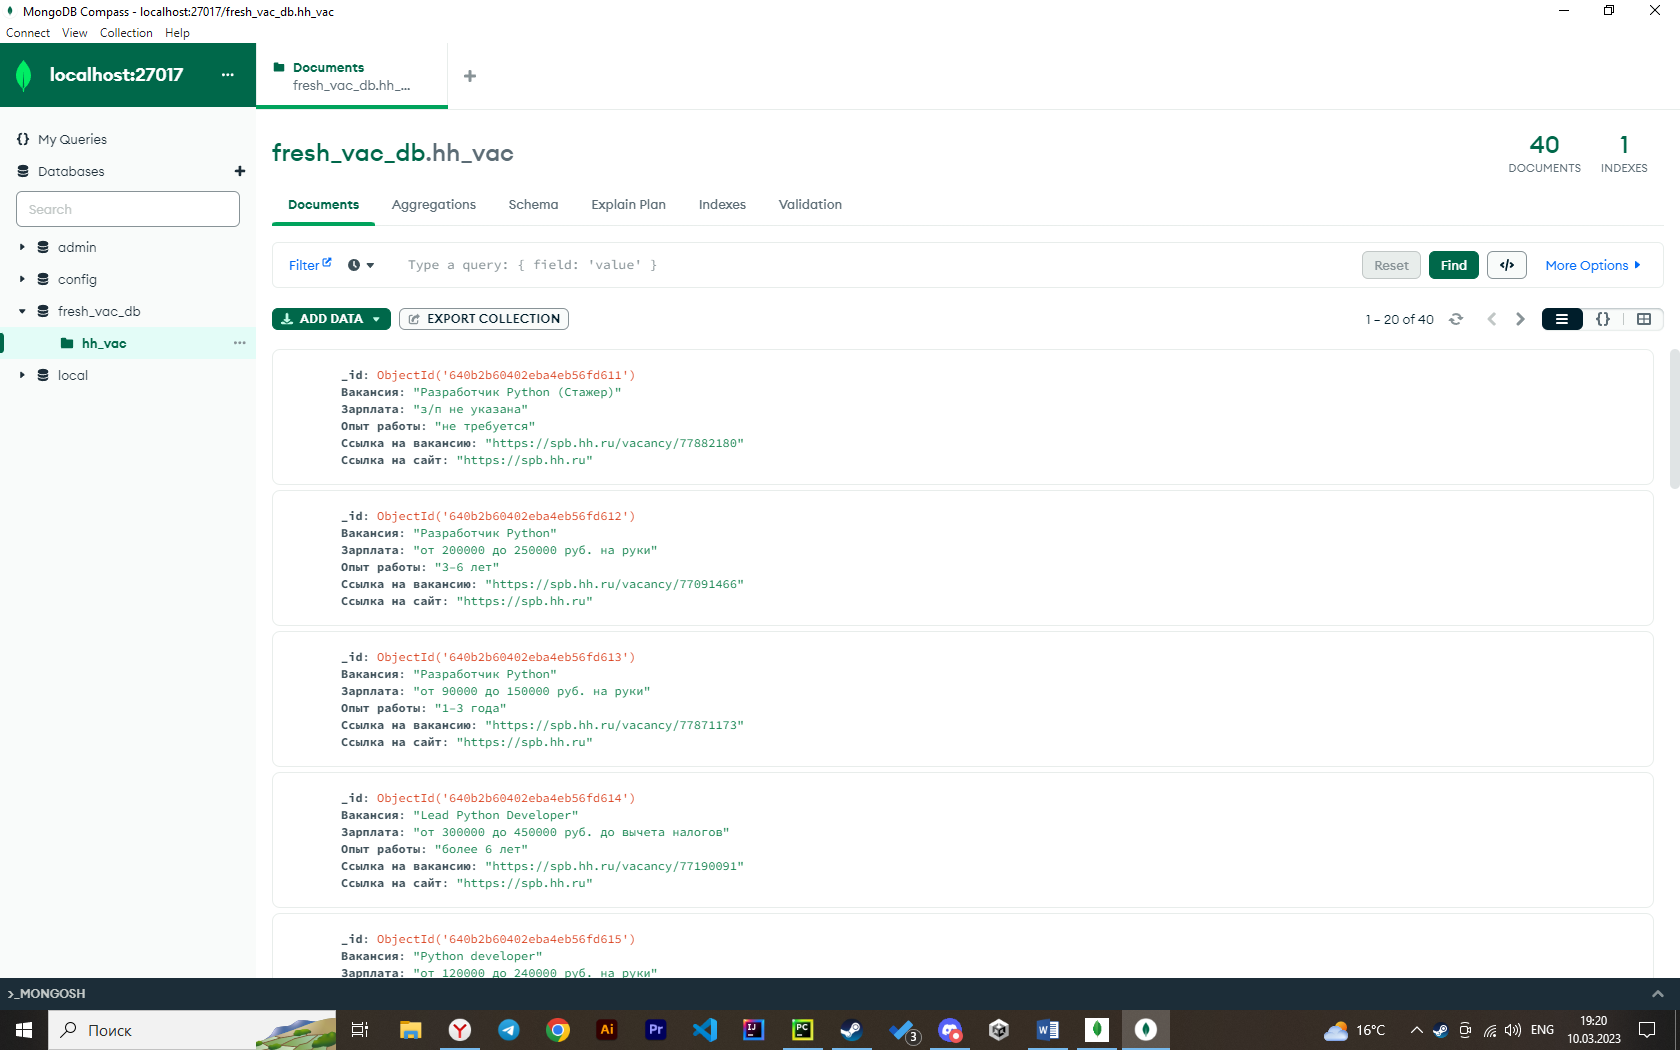 MongoDB Compass - localhost:27017/fresh_vac_db.hh_vac
Connect View Collection Help
localhost:27017 ...
Documents
fresh_vac_db.hh_...
My Queries
Databases
Search
admin
config
fresh_vac_db
hh_vac
local
fresh_vac_db.hh_vac
40
DOCUMENTS
1
INDEXES
Documents Aggregations Schema Explain Plan Indexes Validation
Filter Type a query: { field: 'value' } Reset Find </> More Options
ADD DATA EXPORT COLLECTION 1 – 20 of 40 {}
_id: ObjectId('640b2b60402eba4eb56fd611')
Вакансия: "Разработчик Python (Стажер)"
Зарплата: "з/п не указана"
Опыт работы: "не требуется"
Ссылка на вакансию: "https://spb.hh.ru/vacancy/77882180"
Ссылка на сайт: "https://spb.hh.ru"
_id: ObjectId('640b2b60402eba4eb56fd612')
Вакансия: "Разработчик Python"
Зарплата: "от 200000 до 250000 руб. на руки"
Опыт работы: "3–6 лет"
Ссылка на вакансию: "https://spb.hh.ru/vacancy/77091466"
Ссылка на сайт: "https://spb.hh.ru"
_id: ObjectId('640b2b60402eba4eb56fd613')
Вакансия: "Разработчик Python"
Зарплата: "от 90000 до 150000 руб. на руки"
Опыт работы: "1–3 года"
Ссылка на вакансию: "https://spb.hh.ru/vacancy/77871173"
Ссылка на сайт: "https://spb.hh.ru"
_id: ObjectId('640b2b60402eba4eb56fd614')
Вакансия: "Lead Python Developer"
Зарплата: "от 300000 до 450000 руб. до вычета налогов"
Опыт работы: "более 6 лет"
Ссылка на вакансию: "https://spb.hh.ru/vacancy/77190091"
Ссылка на сайт: "https://spb.hh.ru"
_id: ObjectId('640b2b60402eba4eb56fd615')
Вакансия: "Python developer"
Зарплата: "от 120000 до 240000 руб. на руки"
>_MONGOSH
Поиск
Ai
Pr
IJ
PC
3
16°C
ENG
19:20
10.03.2023